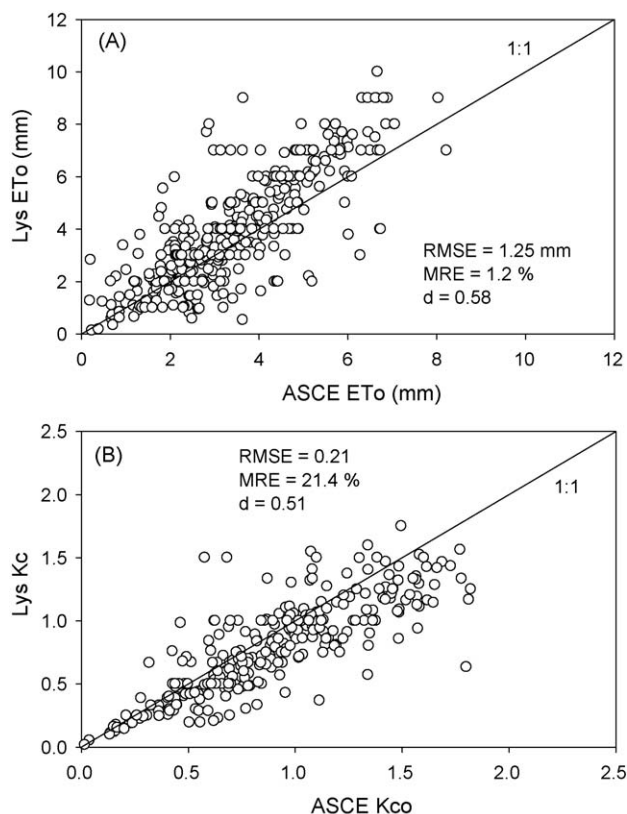 12
(A)
1:1
10
8
6
4
2
0
Lys ETo (mm)
RMSE = 1.25 mm
MRE = 1.2 %
d = 0.58
0 2 4 6 8 10 12
ASCE ETo (mm)
2.5
(B)
RMSE = 0.21
MRE = 21.4 %
d = 0.51
1:1
2.0
1.5
1.0
0.5
0.0
Lys Kc
0.0 0.5 1.0 1.5 2.0 2.5
ASCE Kco